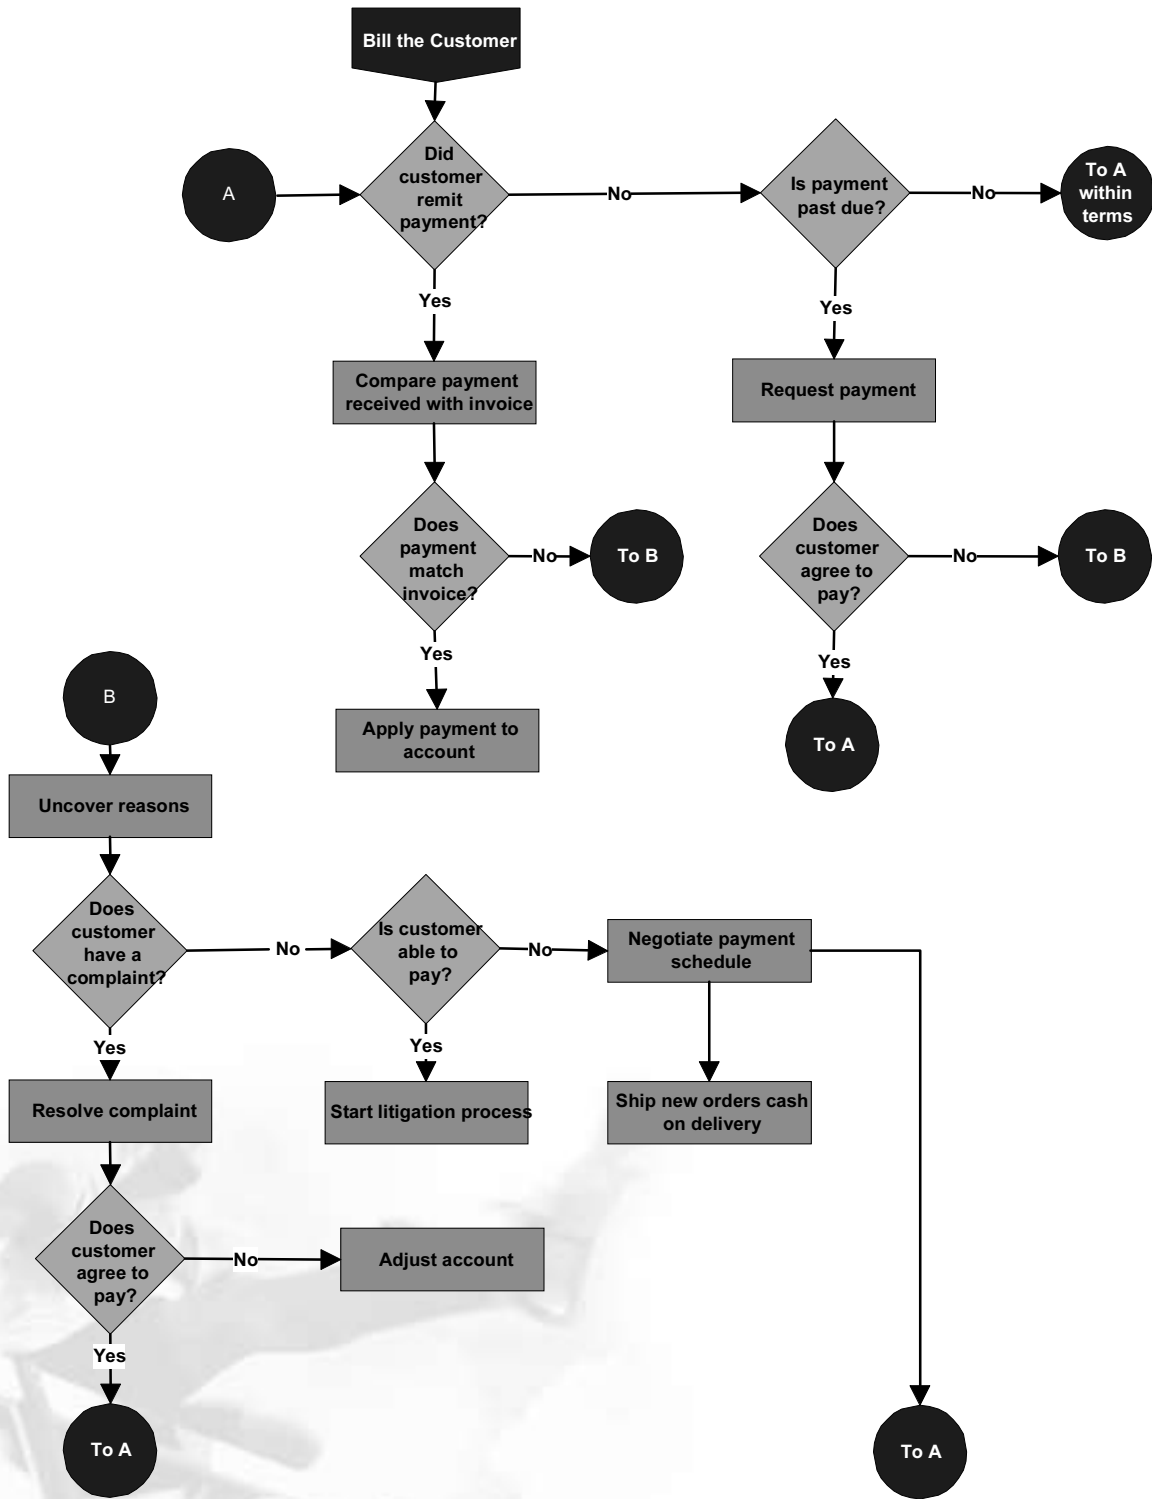 Bill the Customer
A
Did
customer
remit
payment?
No
Is payment
past due?
No
To A
within
terms
Yes
Yes
Compare payment
received with invoice
Request payment
Does
payment
match
invoice?
No
To B
Does
customer
agree to
pay?
No
To B
Yes
Yes
B
Apply payment to
account
To A
Uncover reasons
Does
customer
have a
complaint?
No
Is customer
able to
pay?
No
Negotiate payment
schedule
Yes
Yes
Resolve complaint
Start litigation process
Ship new orders cash
on delivery
Does
customer
agree to
pay?
No
Adjust account
Yes
To A
To A